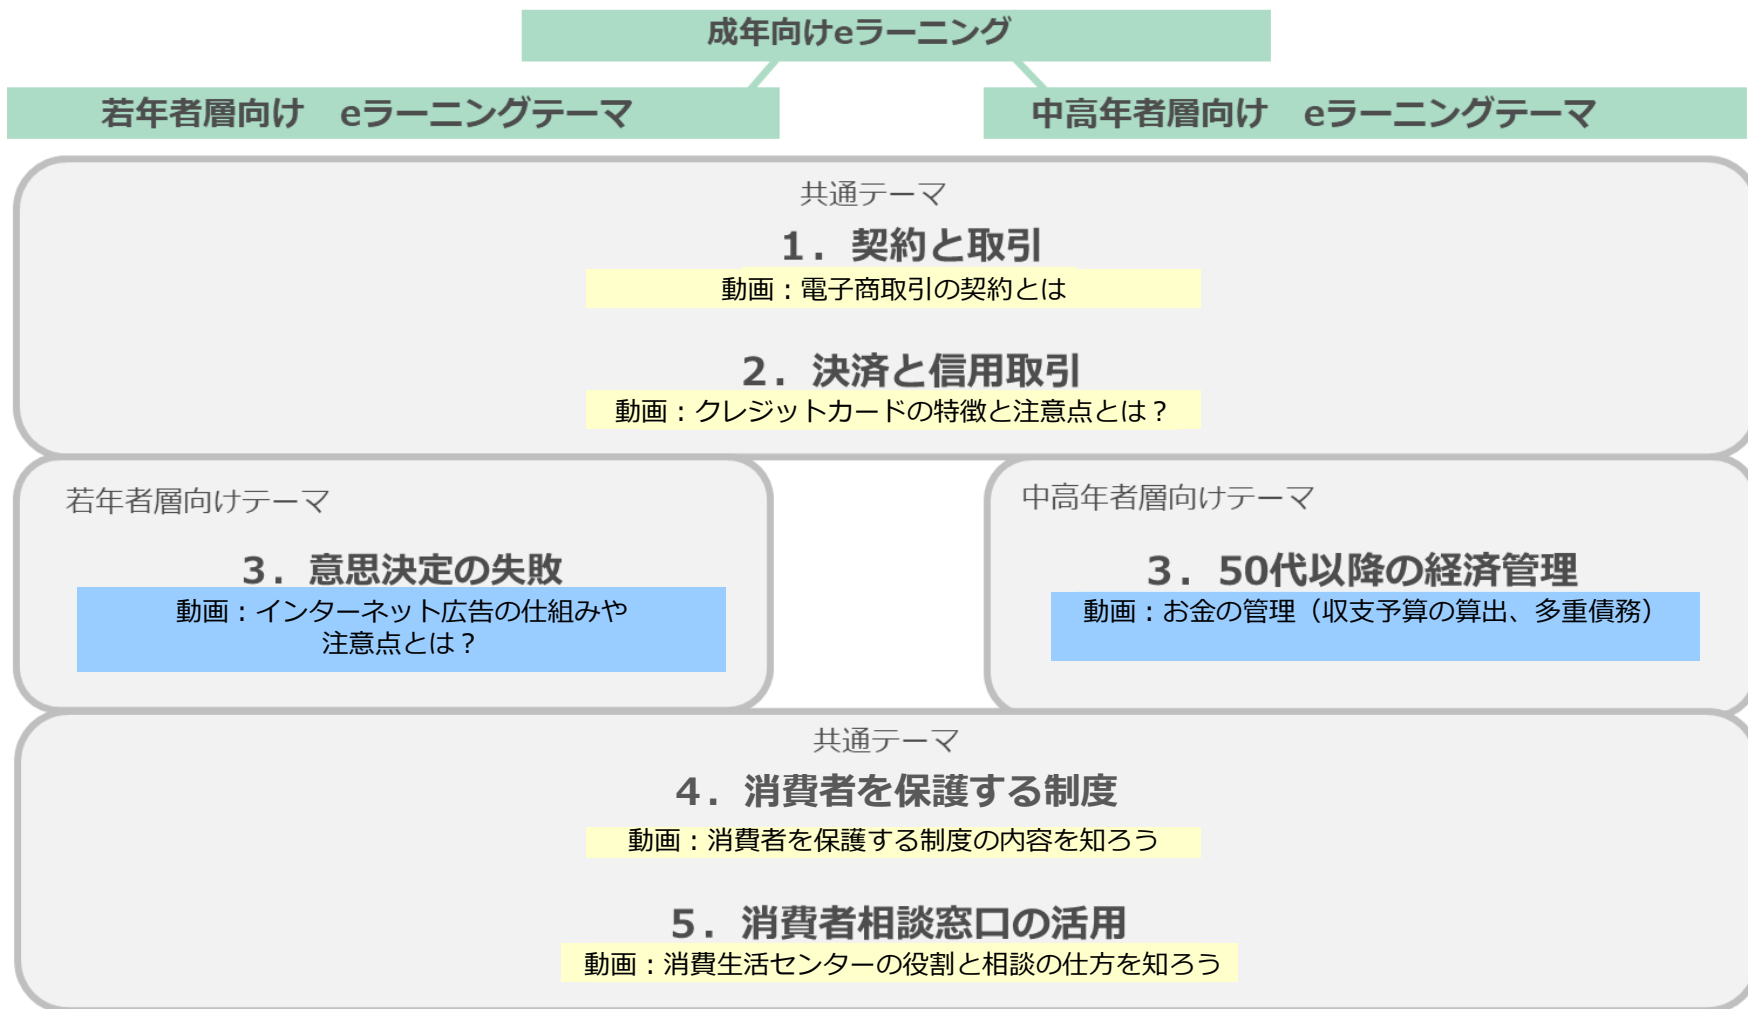 成年向けeラーニング
若年者層向け　eラーニングテーマ
中高年者層向け　eラーニングテーマ
共通テーマ
1．契約と取引
動画：電子商取引の契約とは
2．決済と信用取引
動画：クレジットカードの特徴と注意点とは？
若年者層向けテーマ
3．意思決定の失敗
動画：インターネット広告の仕組みや
注意点とは？
中高年者層向けテーマ
3．50代以降の経済管理
動画：お金の管理（収支予算の算出、多重債務）
共通テーマ
4．消費者を保護する制度
動画：消費者を保護する制度の内容を知ろう
5．消費者相談窓口の活用
動画：消費生活センターの役割と相談の仕方を知ろう